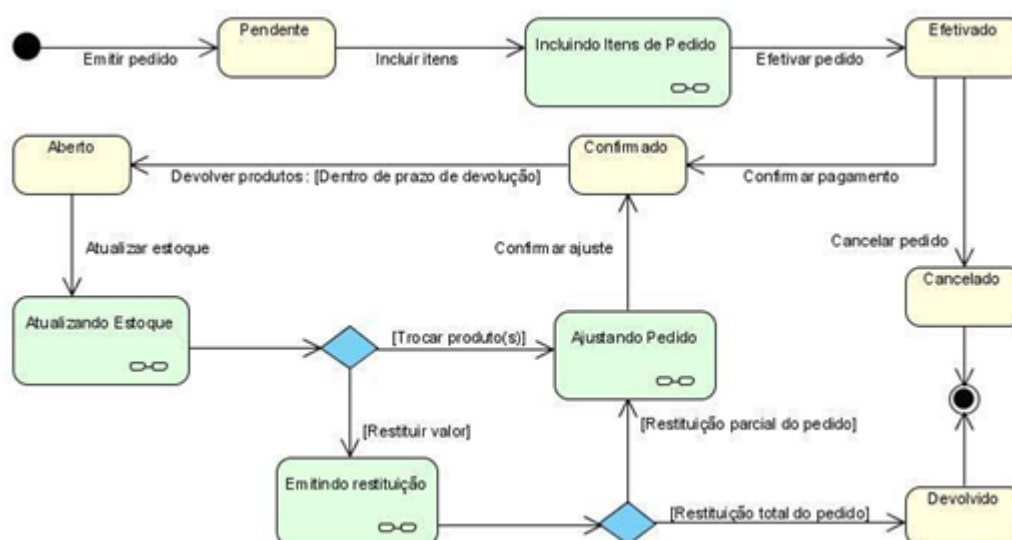 Pendente
Efetivado
Incluindo Itens de Pedido
Emitir pedido
Incluir itens
Efetivar pedido
Aberto
Confirmado
Devolver produtos : [Dentro de prazo de devolução]
Confirmar pagamento
Atualizar estoque
Confirmar ajuste
Cancelar pedido
Cancelado
Atualizando Estoque
[Trocar produto(s)]
Ajustando Pedido
[Restituir valor]
[Restituição parcial do pedido]
Emitindo restituição
[Restituição total do pedido]
Devolvido